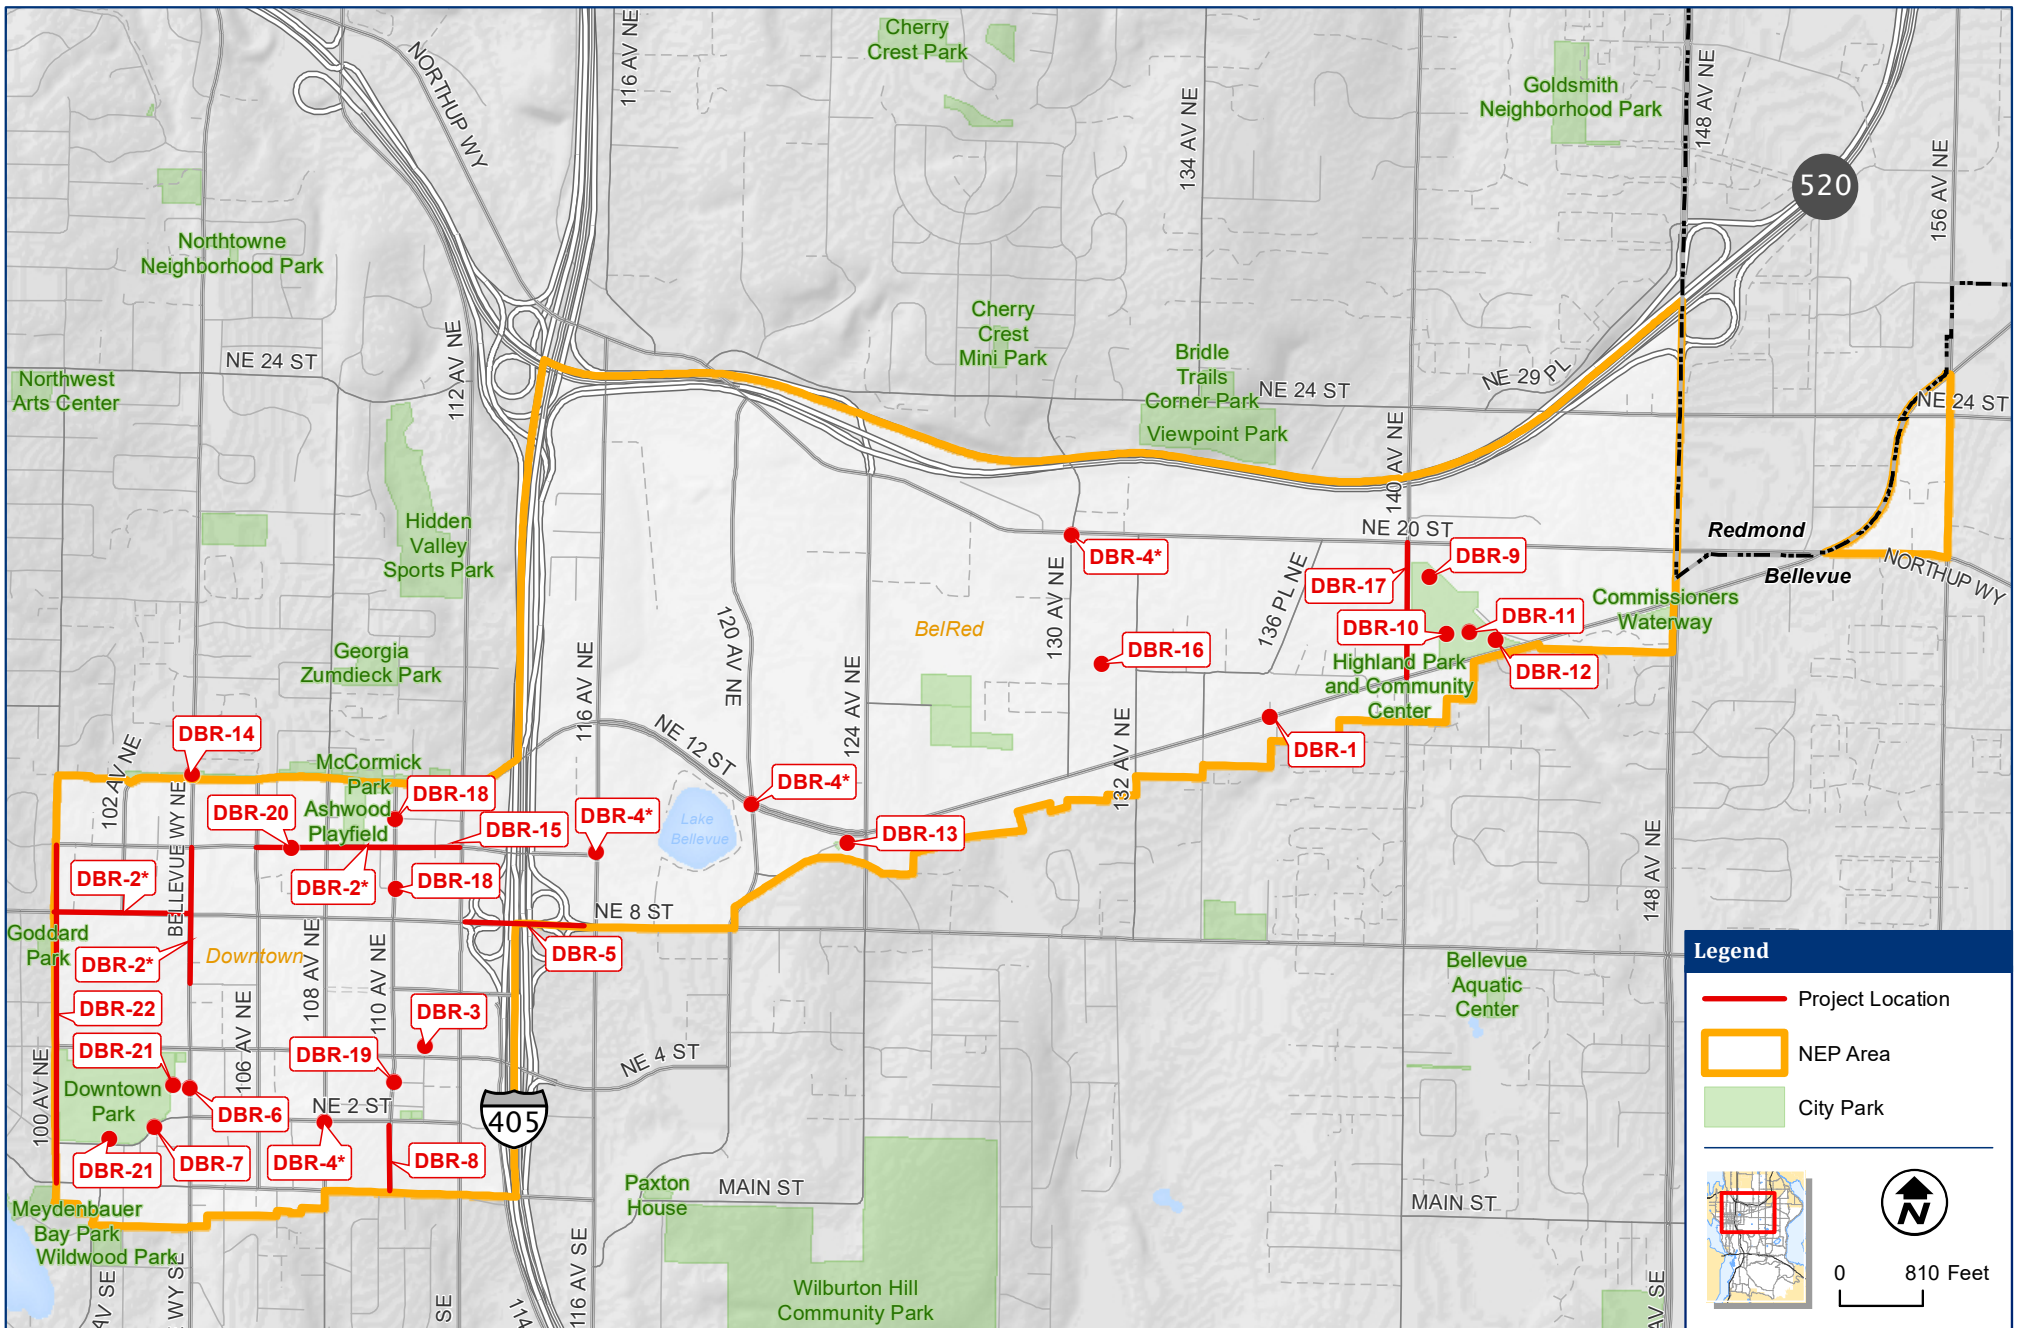 Cherry
Crest Park
116 AV NE
NORTHUP WY
134 AV NE
Goldsmith
Neighborhood Park
148 AV NE
520
156 AV NE
Northtowne
Neighborhood Park
Cherry
Crest
Mini Park
112 AV NE
NE 24 ST
Northwest
Arts Center
Bridle
Trails
Corner Park
Viewpoint Park
NE 24 ST
NE 29 PL
NE 24 ST
140 AV NE
Hidden
Valley
Sports Park
NE 20 ST
Redmond
Bellevue
NORTHUP WY
DBR-4*
DBR-9
DBR-17
DBR-10
DBR-11
DBR-12
Commissioners
Waterway
Highland Park
and Community
Center
136 PL NE
130 AV NE
DBR-16
BelRed
120 AV NE
124 AV NE
116 AV NE
132 AV NE
DBR-1
Georgia
Zumdieck Park
NE 12 ST
DBR-14
102 AV NE
BELLEVUE WY NE
McCormick
Park
Ashwood
Playfield
DBR-18
DBR-20
DBR-15
DBR-4*
DBR-4*
Lake
Bellevue
DBR-13
DBR-2*
DBR-2*
DBR-18
148 AV NE
NE 8 ST
Goddard
Park
DBR-2*
Downtown
108 AV NE
110 AV NE
DBR-5
Bellevue
Aquatic
Center
DBR-22
106 AV NE
DBR-3
DBR-21
DBR-19
NE 4 ST
100 AV NE
Downtown
Park
DBR-6
NE 2 ST
405
DBR-21
DBR-7
DBR-4*
DBR-8
Paxton
House
MAIN ST
MAIN ST
Meydenbauer
Bay Park
Wildwood Park
AV SE
WY SE
SE
114
116 AV SE
Wilburton Hill
Community Park
AV SE
Legend
Project Location
NEP Area
City Park
N
0 810 Feet